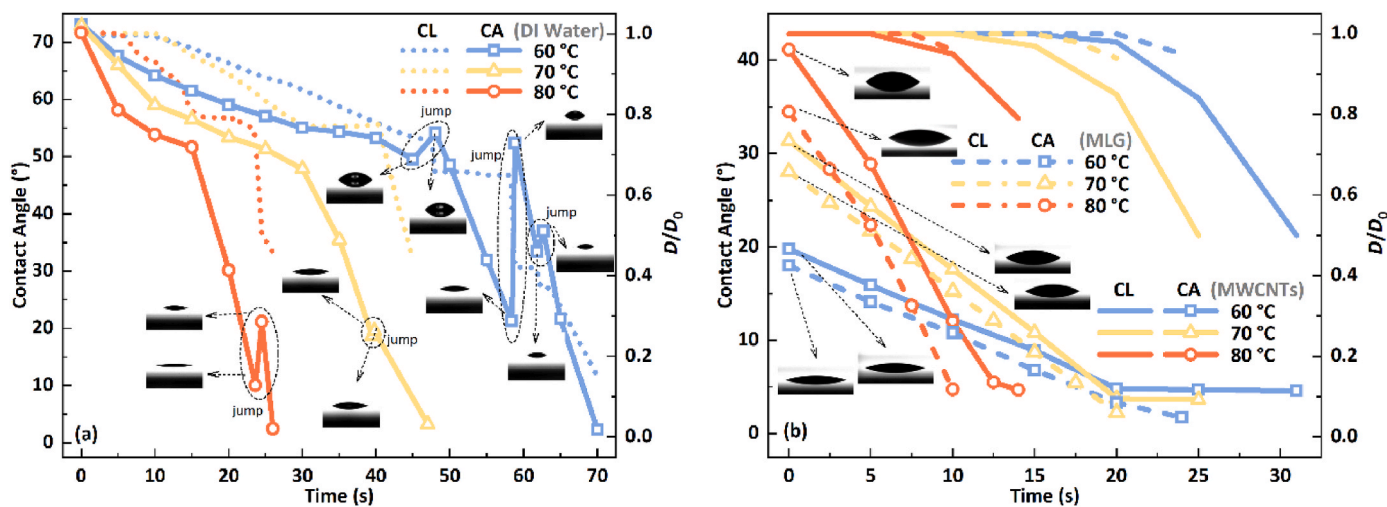 CL CA (DI Water)
60 °C
70 °C
80 °C
jump
jump
jump
jump
jump
Contact Angle (°)
70
60
50
40
30
20
10
0
1.0
0.8
0.6
0.4
0.2
0.0
D/D0
(a)
0 10 20 30 40 50 60 70
Time (s)
CL CA (MLG)
60 °C
70 °C
80 °C
CL CA (MWCNTs)
60 °C
70 °C
80 °C
Contact Angle (°)
40
35
30
25
20
15
10
5
0
1.0
0.8
0.6
0.4
0.2
0.0
D/D0
(b)
0 5 10 15 20 25 30
Time (s)